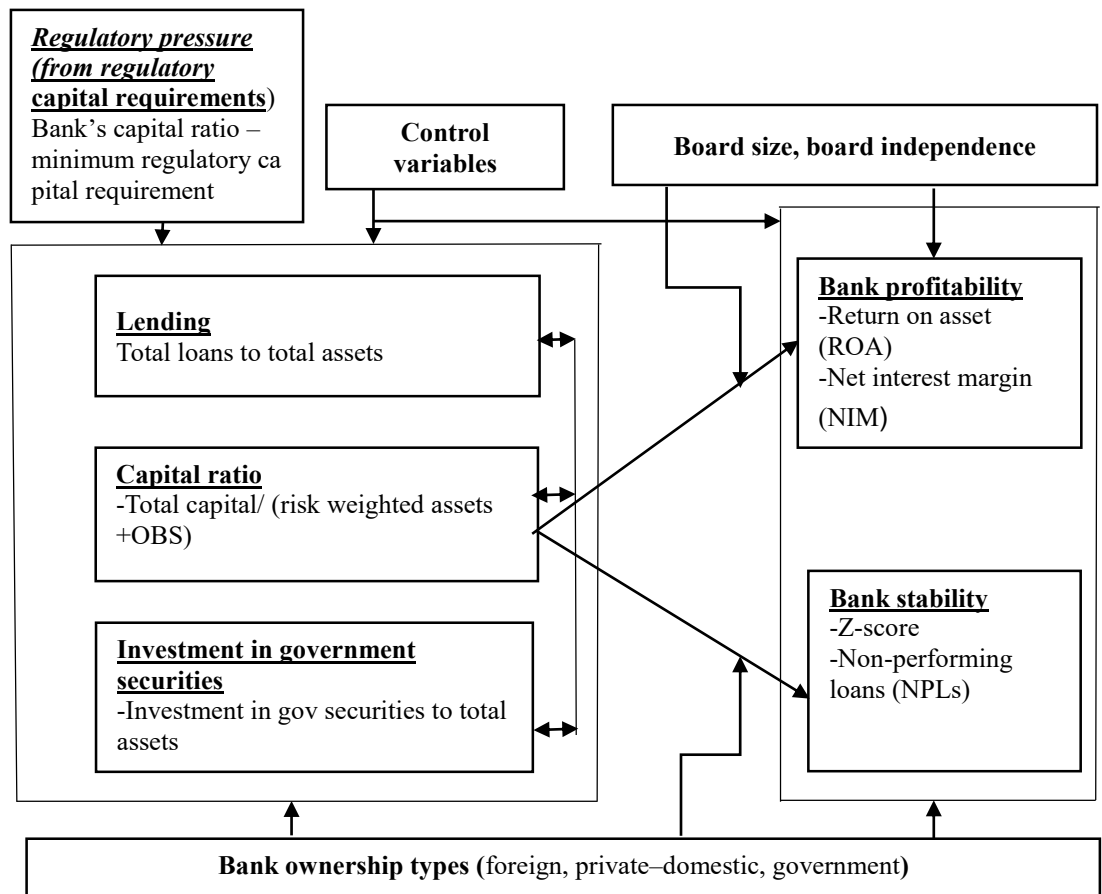 Regulatory pressure
(from regulatory
capital requirements)
Bank's capital ratio –
minimum regulatory ca
pital requirement
Control
variables
Board size, board independence
Lending
Total loans to total assets
Capital ratio
-Total capital/ (risk weighted assets
+OBS)
Investment in government
securities
-Investment in gov securities to total
assets
Bank profitability
-Return on asset
(ROA)
-Net interest margin
(NIM)
Bank stability
-Z-score
-Non-performing
loans (NPLs)
Bank ownership types (foreign, private–domestic, government)